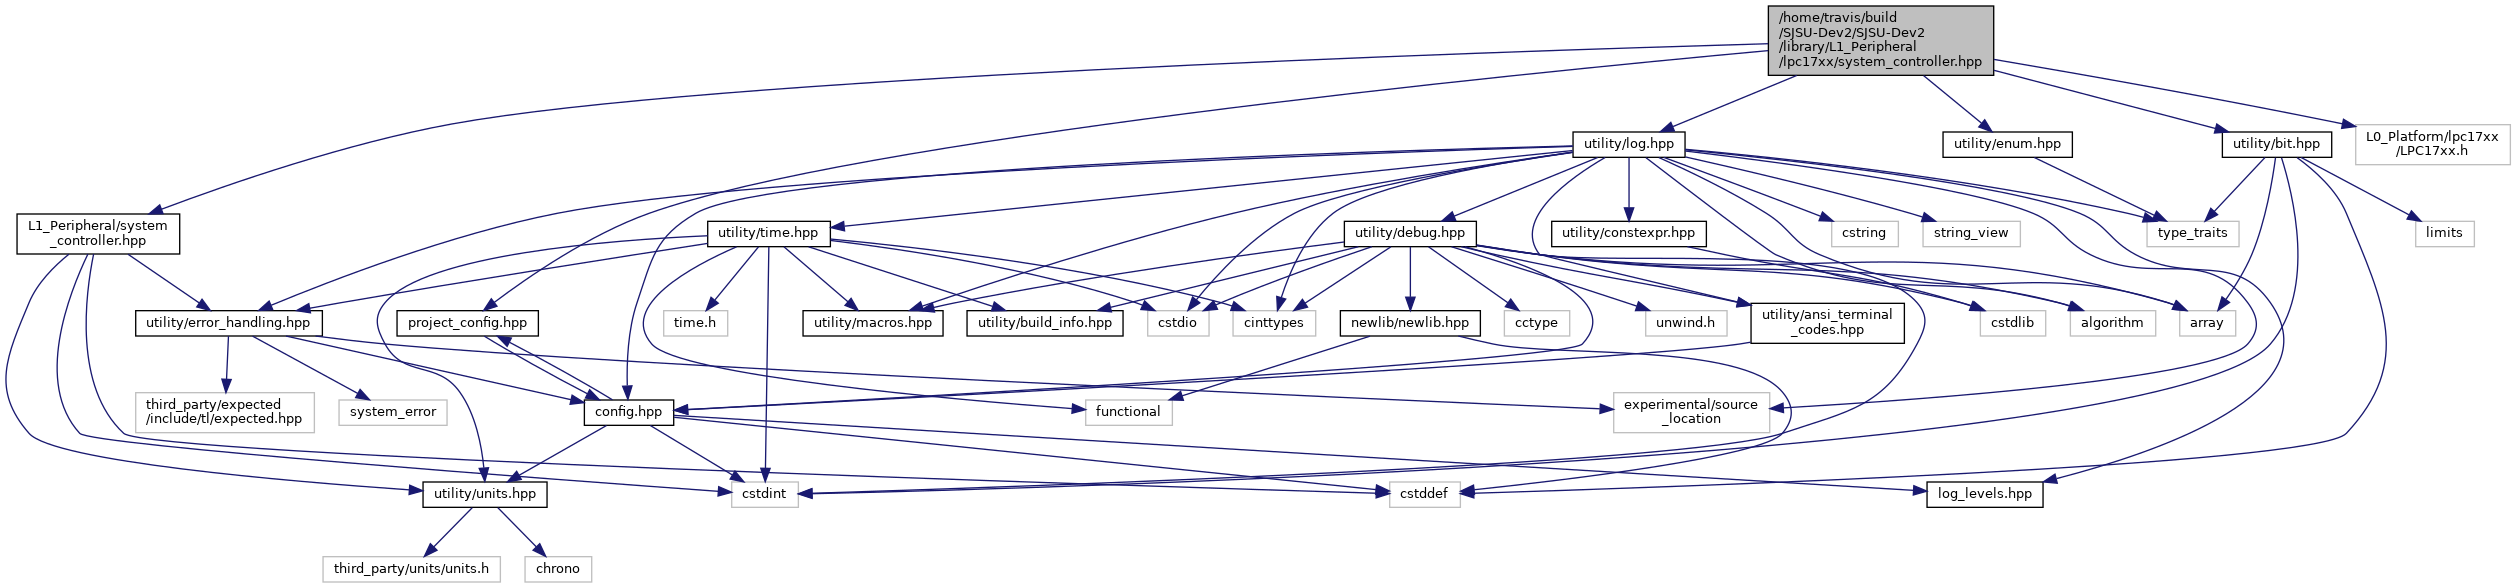 /home/travis/build
/SJSU-Dev2/SJSU-Dev2
/library/L1_Peripheral
/lpc17xx/system_controller.hpp
utility/log.hpp
utility/enum.hpp
utility/bit.hpp
L0_Platform/lpc17xx
/LPC17xx.h
L1_Peripheral/system
_controller.hpp
utility/time.hpp
utility/debug.hpp
utility/constexpr.hpp
cstring
string_view
type_traits
limits
utility/error_handling.hpp
project_config.hpp
time.h
utility/macros.hpp
utility/build_info.hpp
cstdio
cinttypes
newlib/newlib.hpp
cctype
unwind.h
utility/ansi_terminal
_codes.hpp
cstdlib
algorithm
array
third_party/expected
/include/tl/expected.hpp
system_error
config.hpp
experimental/source
_location
functional
utility/units.hpp
cstdint
cstddef
log_levels.hpp
third_party/units/units.h
chrono